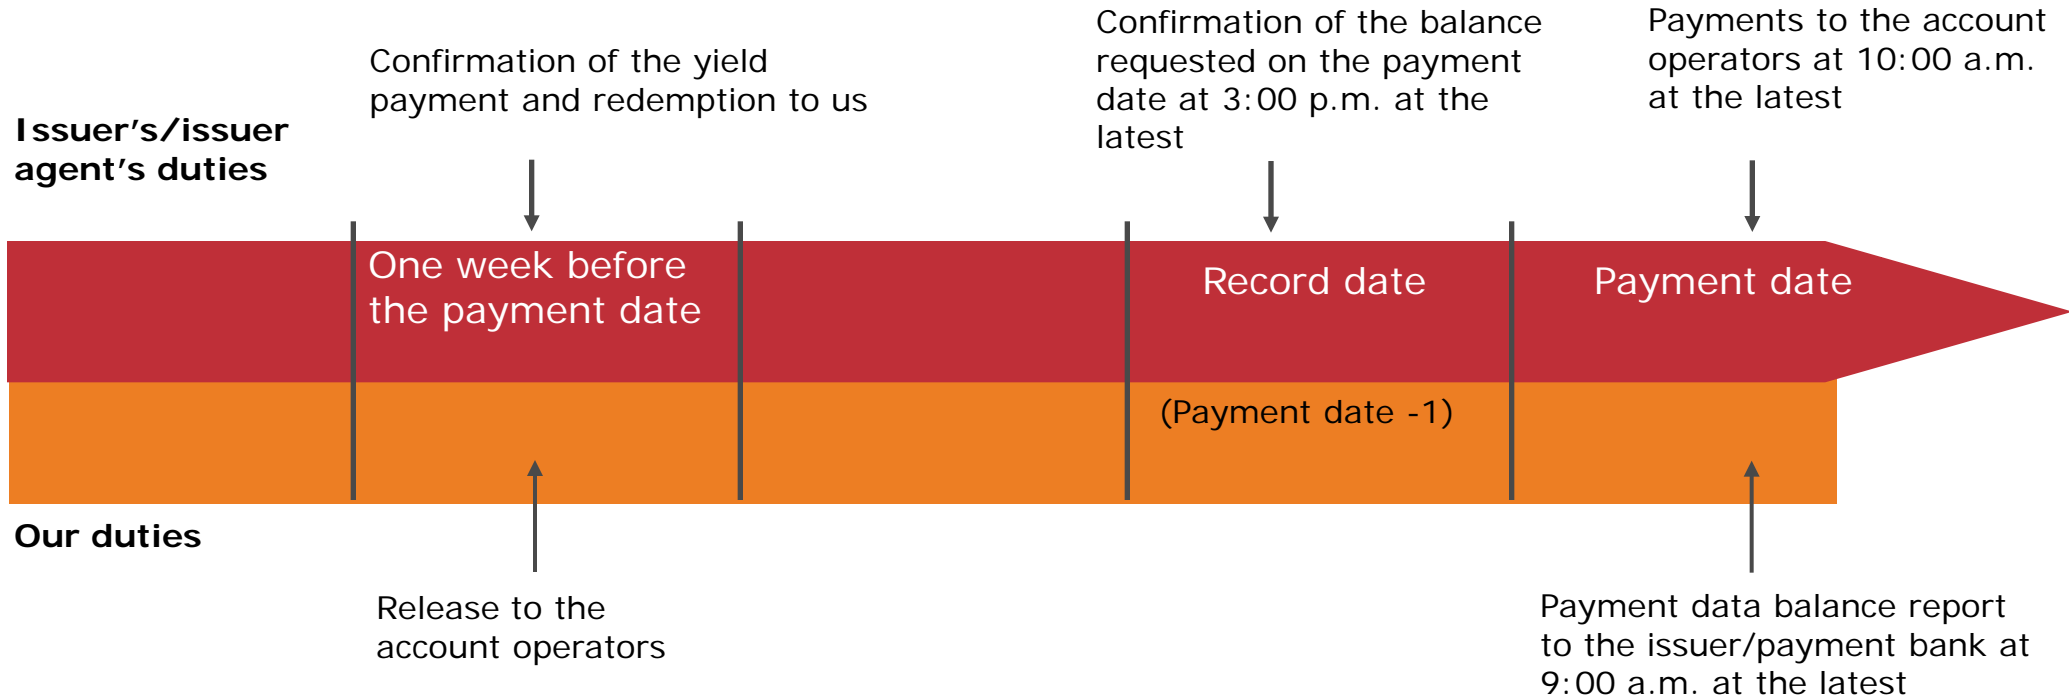 Issuer's/issuer
agent's duties
Confirmation of the yield
payment and redemption to us
Confirmation of the balance
requested on the payment
date at 3:00 p.m. at the
latest
Payments to the account
operators at 10:00 a.m.
at the latest
One week before
the payment date
Record date
Payment date
(Payment date -1)
Our duties
Release to the
account operators
Payment data balance report
to the issuer/payment bank at
9:00 a.m. at the latest